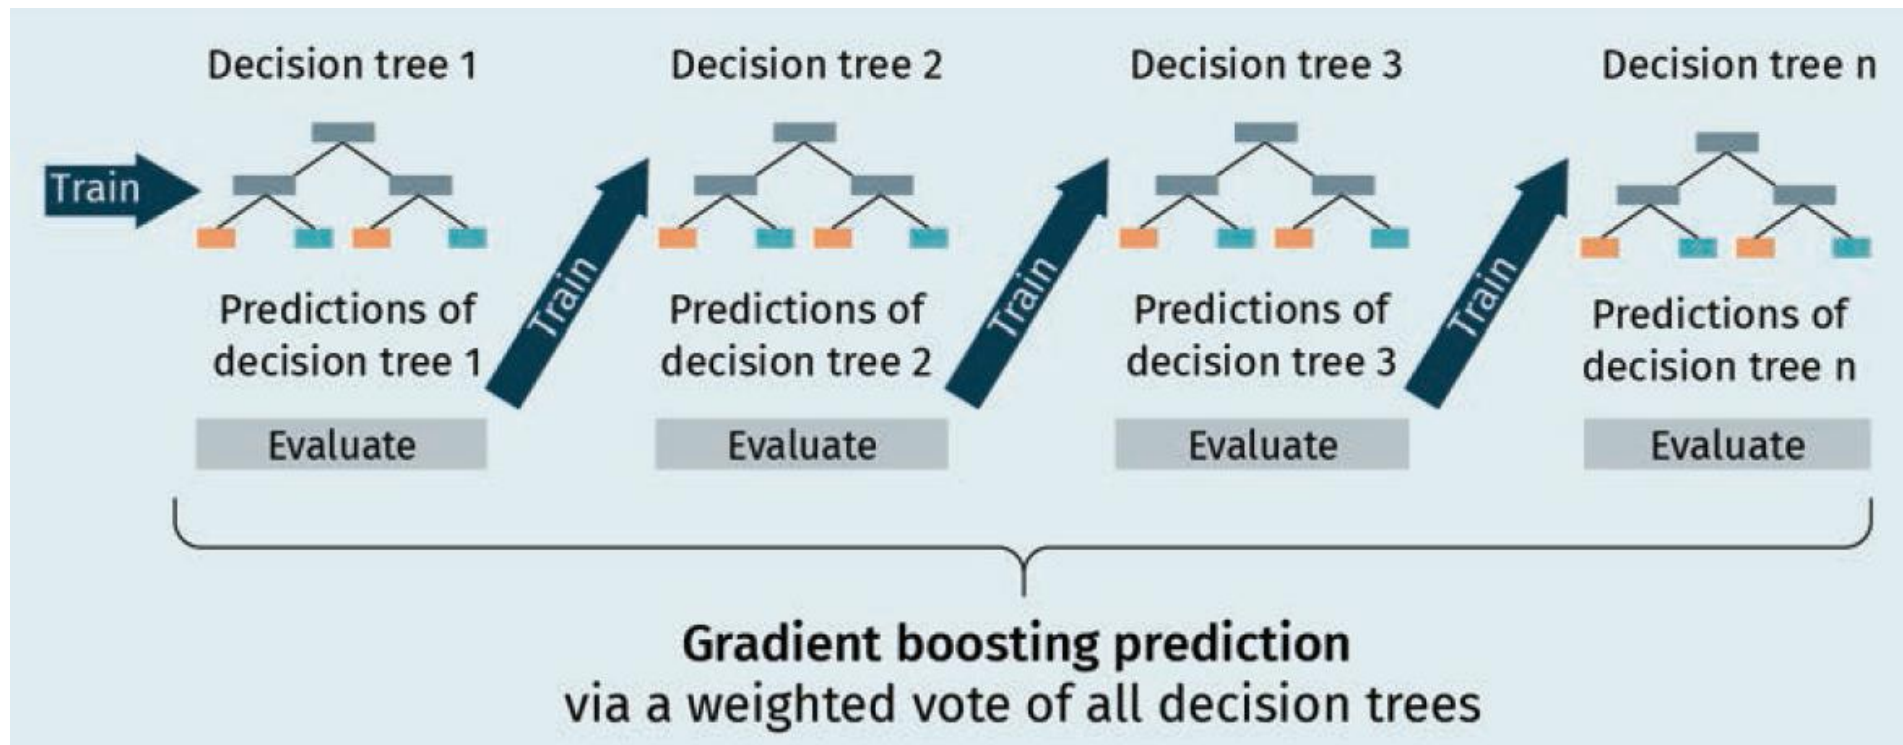 Decision tree 1
Decision tree 2
Decision tree 3
Decision tree n
Train
Train
Train
Train
Predictions of
decision tree 1
Predictions of
decision tree 2
Predictions of
decision tree 3
Predictions of
decision tree n
Evaluate
Evaluate
Evaluate
Evaluate
Gradient boosting prediction
via a weighted vote of all decision trees